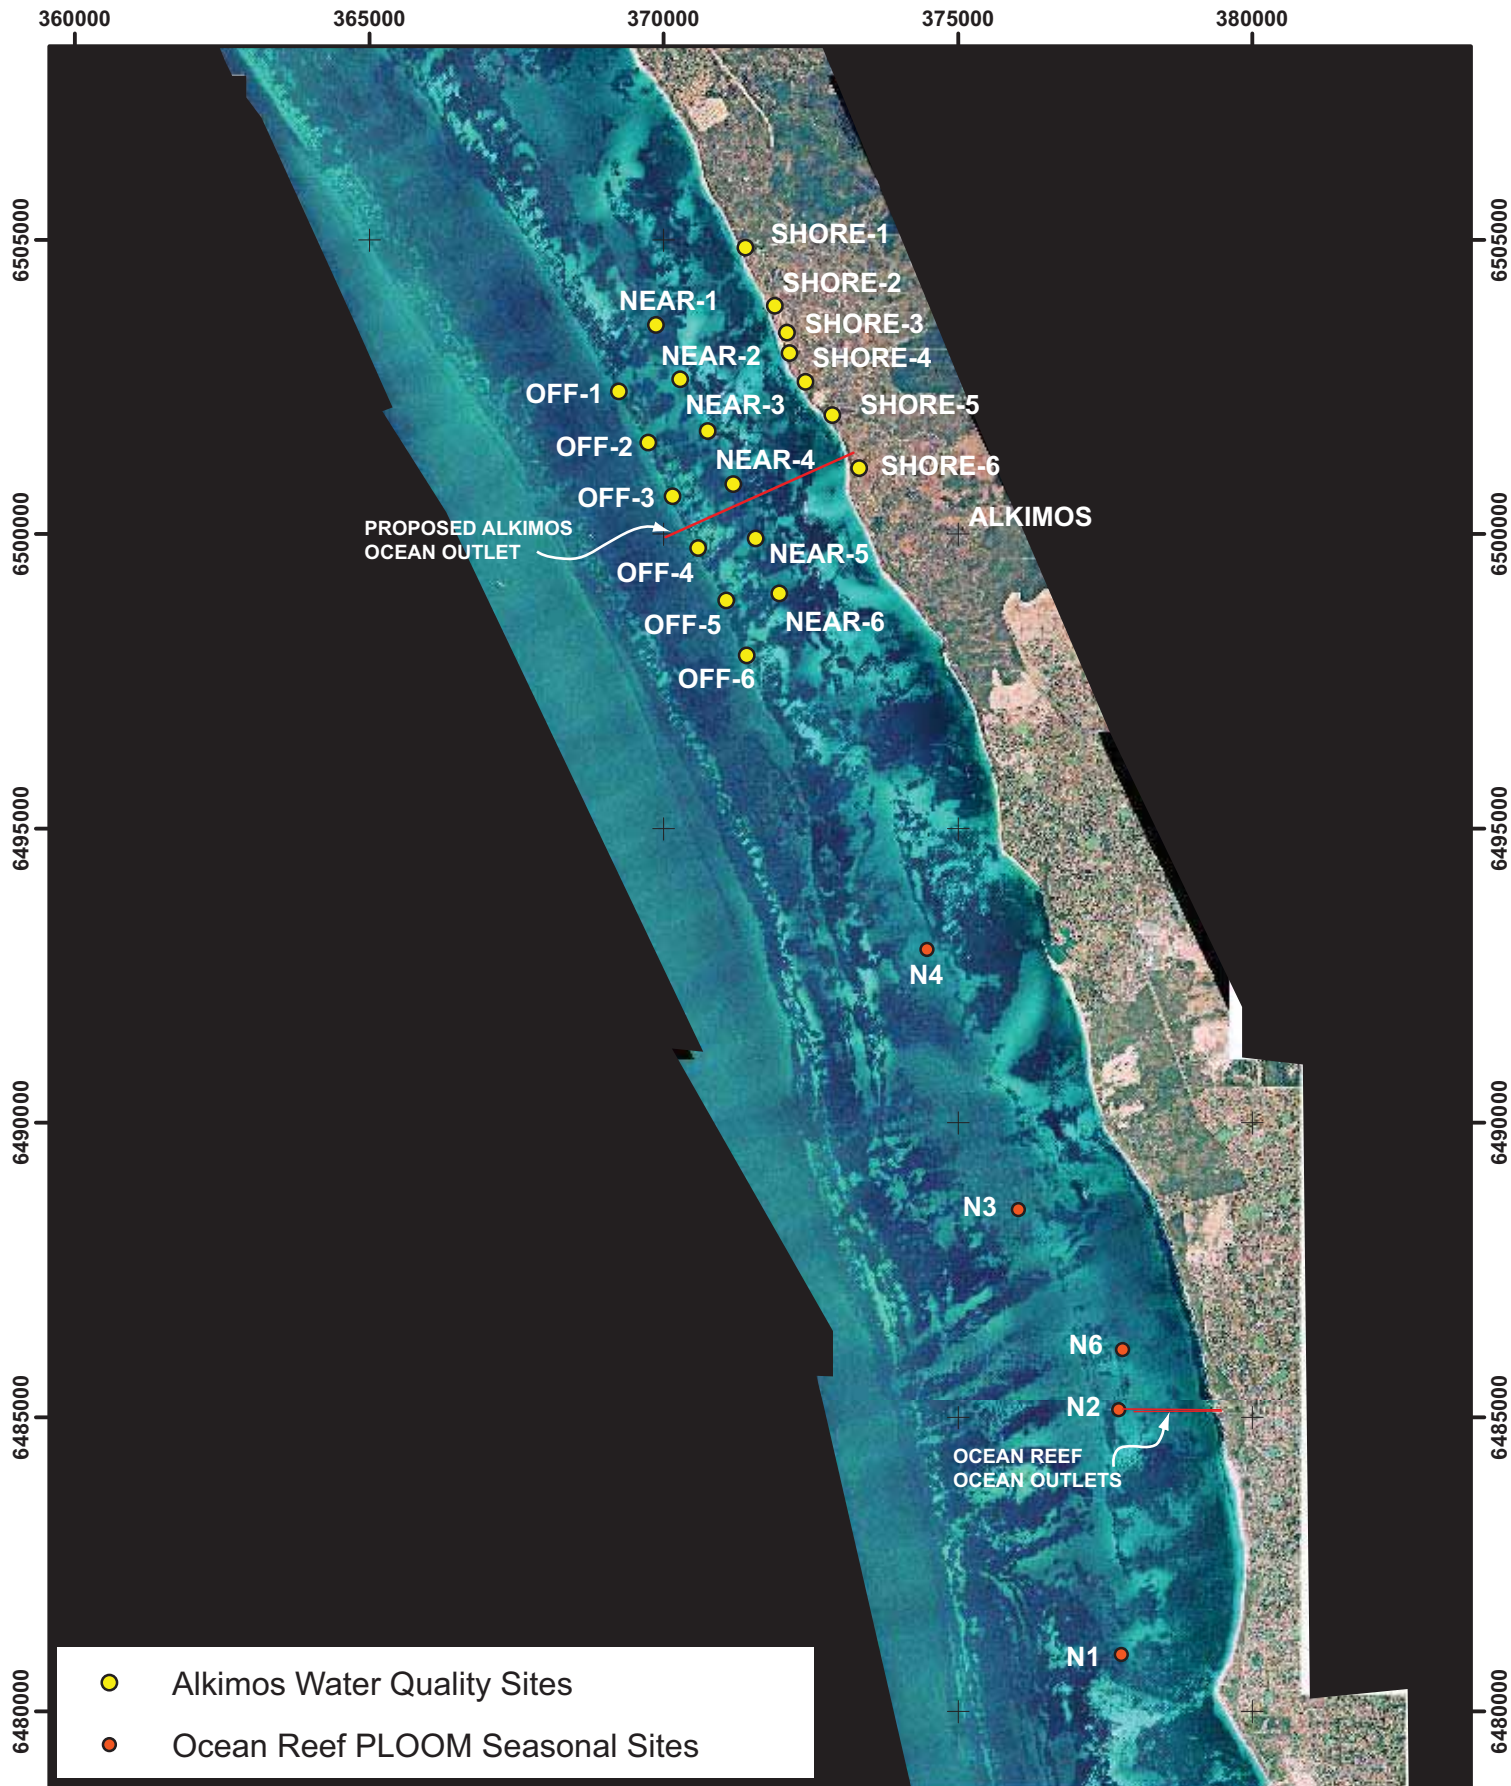 360000
365000
370000
375000
380000
6505000
6505000
SHORE-1
SHORE-2
NEAR-1
SHORE-3
NEAR-2
SHORE-4
OFF-1
NEAR-3
SHORE-5
OFF-2
NEAR-4
SHORE-6
OFF-3
ALKIMOS
PROPOSED ALKIMOS
OCEAN OUTLET
6500000
6500000
NEAR-5
OFF-4
NEAR-6
OFF-5
OFF-6
6495000
6495000
N4
6490000
6490000
N3
N6
N2
6485000
6485000
OCEAN REEF
OCEAN OUTLETS
N1
6480000
6480000
Alkimos Water Quality Sites
Ocean Reef PLOOM Seasonal Sites